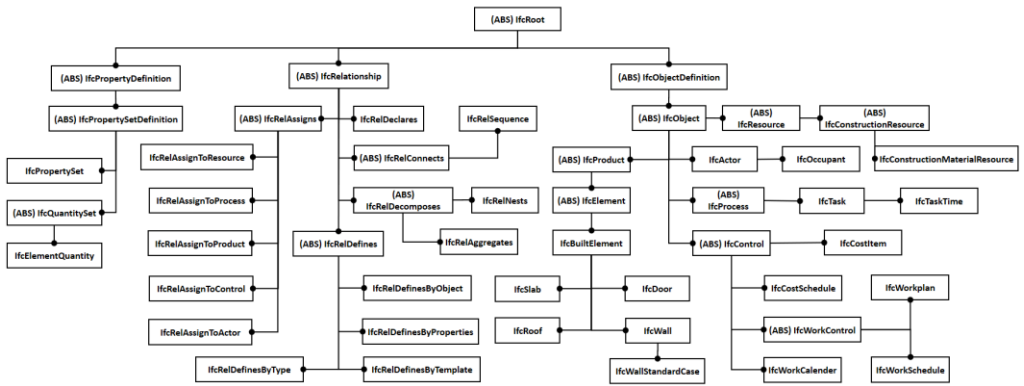 (ABS) IfcRoot
(ABS) IfcPropertyDefinition
(ABS) IfcRelationship
(ABS) IfcObjectDefinition
(ABS)
IfcPropertySetDefinition
(ABS) IfcRelAssigns
IfcRelDeclares
IfcRelSequence
(ABS)
IfcObject
(ABS)
IfcResource
(ABS)
IfcConstructionResource
IfcPropertySet
IfcRelAssignToResource
(ABS) IfcRelConnects
(ABS) IfcProduct
IfcActor
IfcOccupant
IfcConstructionMaterialResource
(ABS) IfcQuantitySet
IfcRelAssignToProcess
(ABS)
IfcRelDecomposes
IfcRelNests
(ABS) IfcElement
(ABS)
IfcProcess
IfcTask
IfcTaskTime
IfcElementQuantity
IfcRelAssignToProduct
(ABS) IfcRelDefines
IfcRelAggregates
IfcBuiltElement
(ABS) IfcControl
IfcCostItem
IfcRelAssignToControl
IfcRelDefinesByObject
IfcSlab
IfcDoor
IfcCostSchedule
IfcWorkplan
IfcRelAssignToActor
IfcRelDefinesByProperties
IfcRoof
IfcWall
(ABS) IfcWorkControl
IfcRelDefinesByType
IfcRelDefinesByTemplate
IfcWallStandardCase
IfcWorkCalender
IfcWorkSchedule